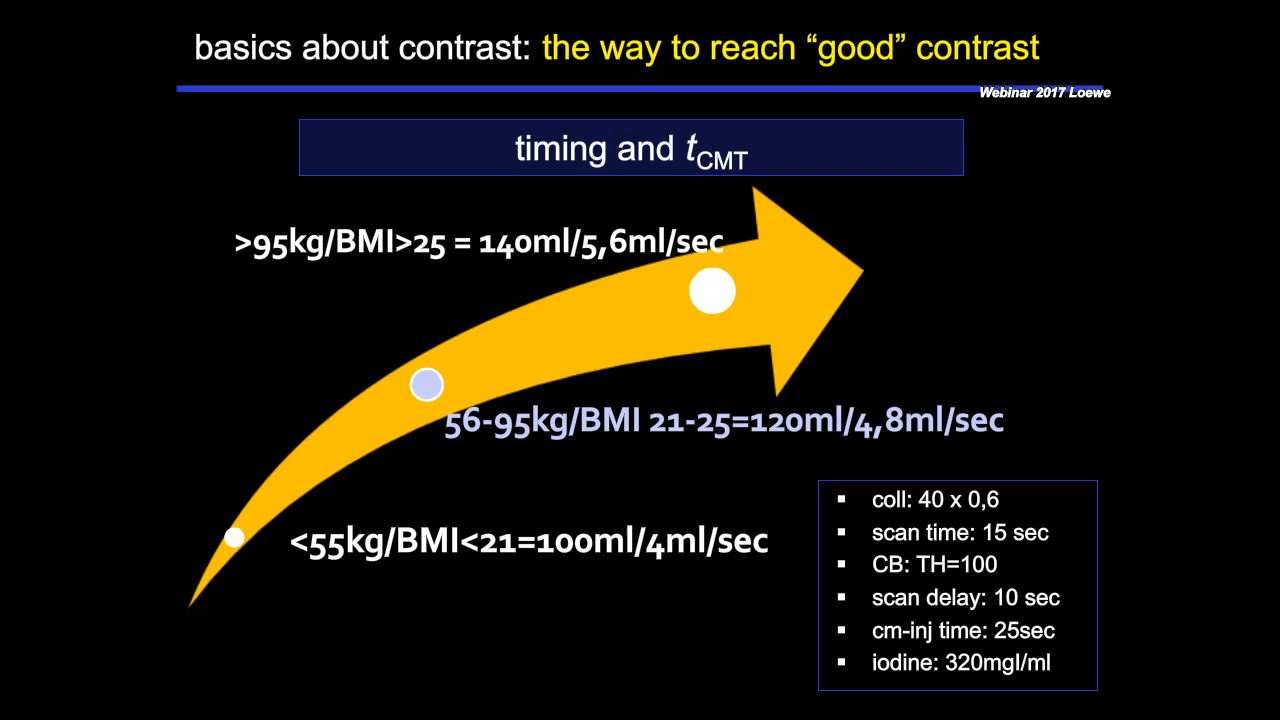 basics about contrast: the way to reach “good” contrast
Webinar 2017 Loewe
timing and tCMT
>95kg/BMI>25 = 140ml/5,6ml/sec
56-95kg/BMI 21-25=120ml/4,8ml/sec
<55kg/BMI<21=100ml/4ml/sec
▪ coll: 40 x 0,6
▪ scan time: 15 sec
▪ CB: TH=100
▪ scan delay: 10 sec
▪ cm-inj time: 25sec
▪ iodine: 320mgI/ml